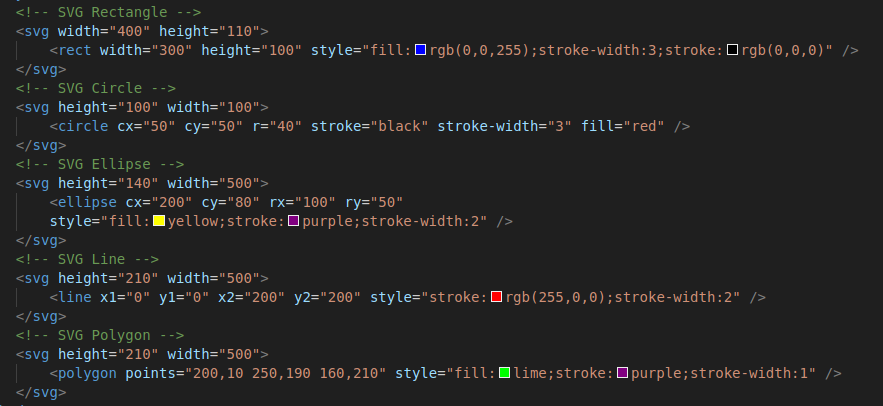 <!-- SVG Rectangle -->
<svg width="400" height="110">
    <rect width="300" height="100" style="fill:rgb(0,0,255);stroke-width:3;stroke:rgb(0,0,0)" />
</svg>
<!-- SVG Circle -->
<svg height="100" width="100">
    <circle cx="50" cy="50" r="40" stroke="black" stroke-width="3" fill="red" />
</svg>
<!-- SVG Ellipse -->
<svg height="140" width="500">
    <ellipse cx="200" cy="80" rx="100" ry="50"
    style="fill:yellow;stroke:purple;stroke-width:2" />
</svg>
<!-- SVG Line -->
<svg height="210" width="500">
    <line x1="0" y1="0" x2="200" y2="200" style="stroke:rgb(255,0,0);stroke-width:2" />
</svg>
<!-- SVG Polygon -->
<svg height="210" width="500">
    <polygon points="200,10 250,190 160,210" style="fill:lime;stroke:purple;stroke-width:1" />
</svg>